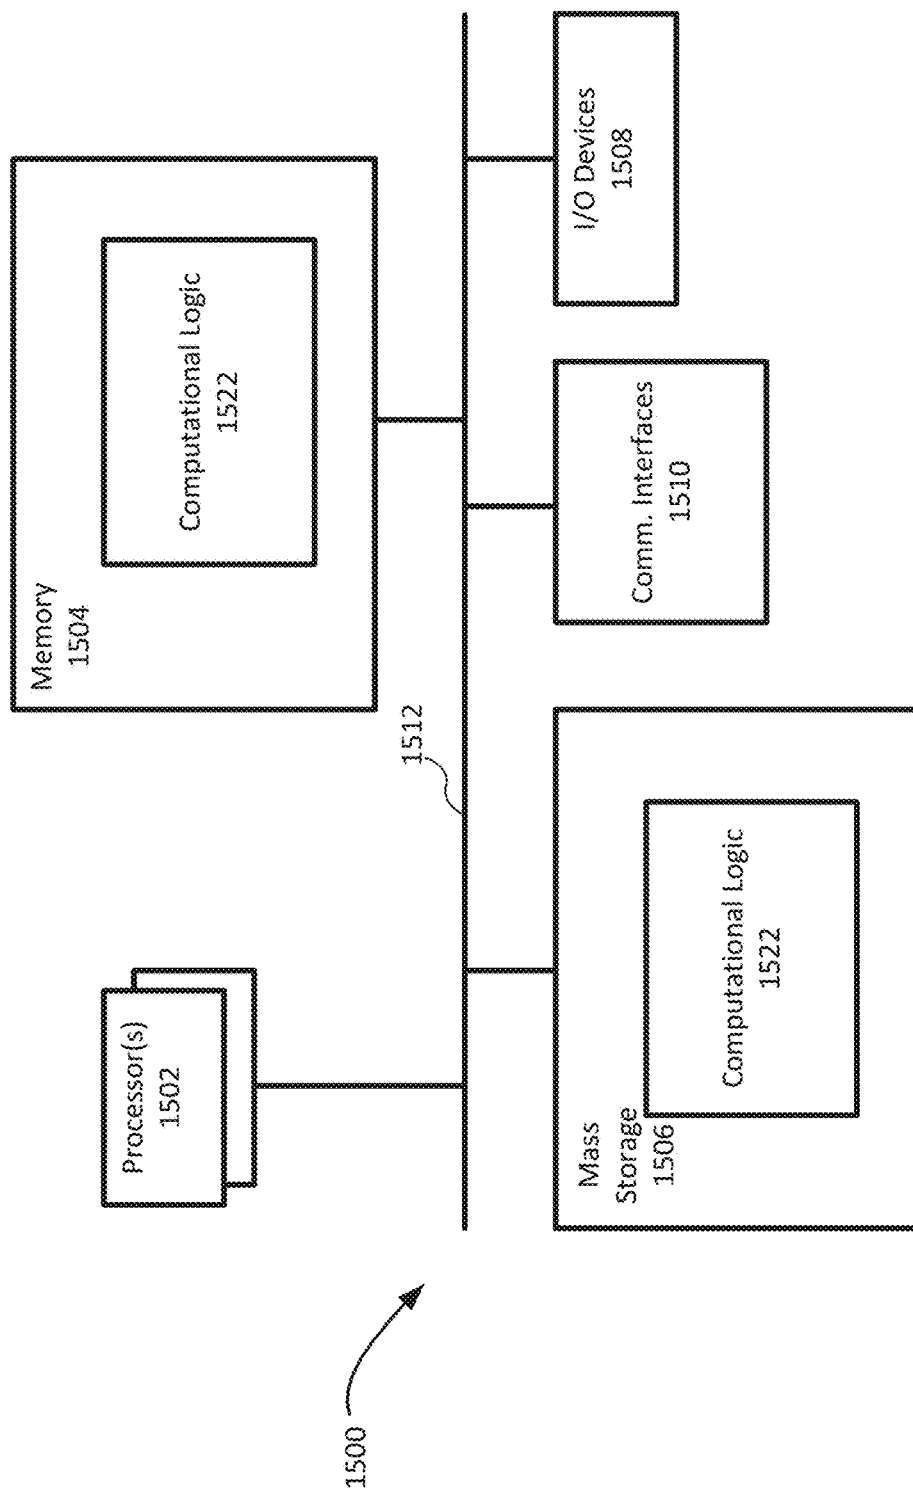 1500
Processor(s)
1502
Memory
1504
Computational Logic
1522
1512
Mass
Storage
1506
Computational Logic
1522
Comm. Interfaces
1510
I/O Devices
1508